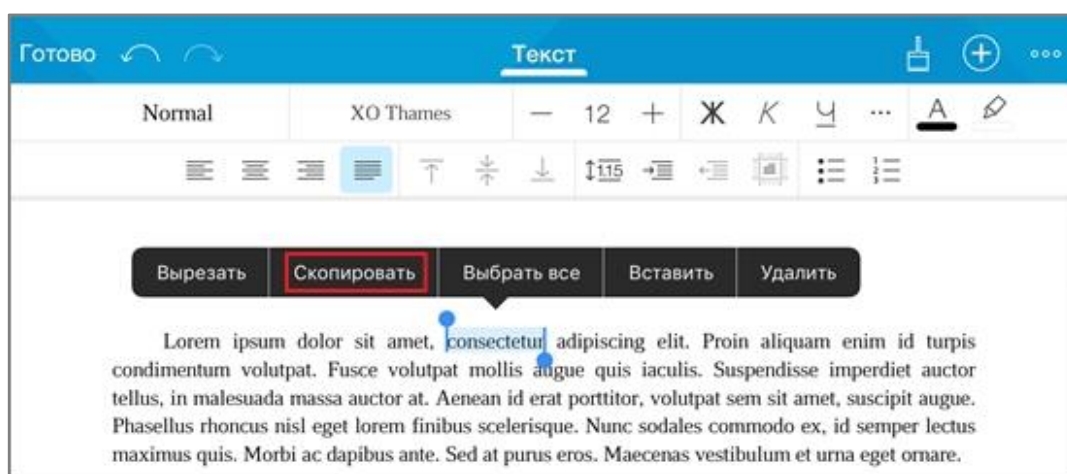 Готово Текст
Normal XO Thames — 12 + Ж К Ч ... А
1.15
Вырезать Скопировать Выбрать все Вставить Удалить
Lorem ipsum dolor sit amet, consectetur adipiscing elit. Proin aliquam enim id turpis
condimentum volutpat. Fusce volutpat mollis augue quis iaculis. Suspendisse imperdiet auctor
tellus, in malesuada massa auctor at. Aenean id erat porttitor, volutpat sem sit amet, suscipit augue.
Phasellus rhoncus nisl eget lorem finibus scelerisque. Nunc sodales commodo ex, id semper lectus
maximus quis. Morbi ac dapibus ante. Sed at purus eros. Maecenas vestibulum et urna eget ornare.